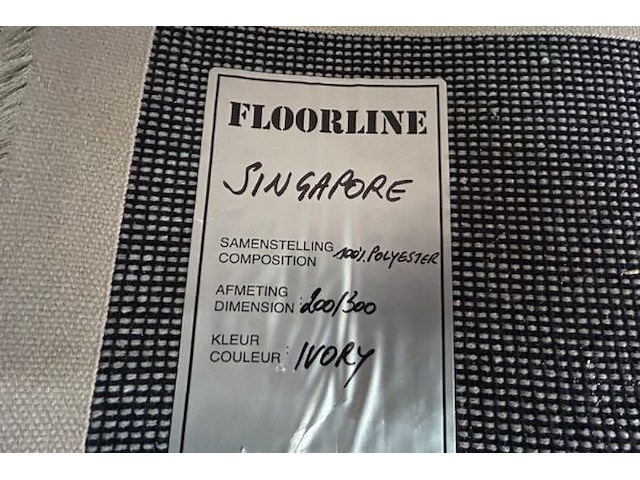 FLOORLINE
SINGAPORE
SAMENSTELLING
COMPOSITION : 100% POLYESTER
AFMETING
DIMENSION : 200/300
KLEUR
COULEUR : IVORY